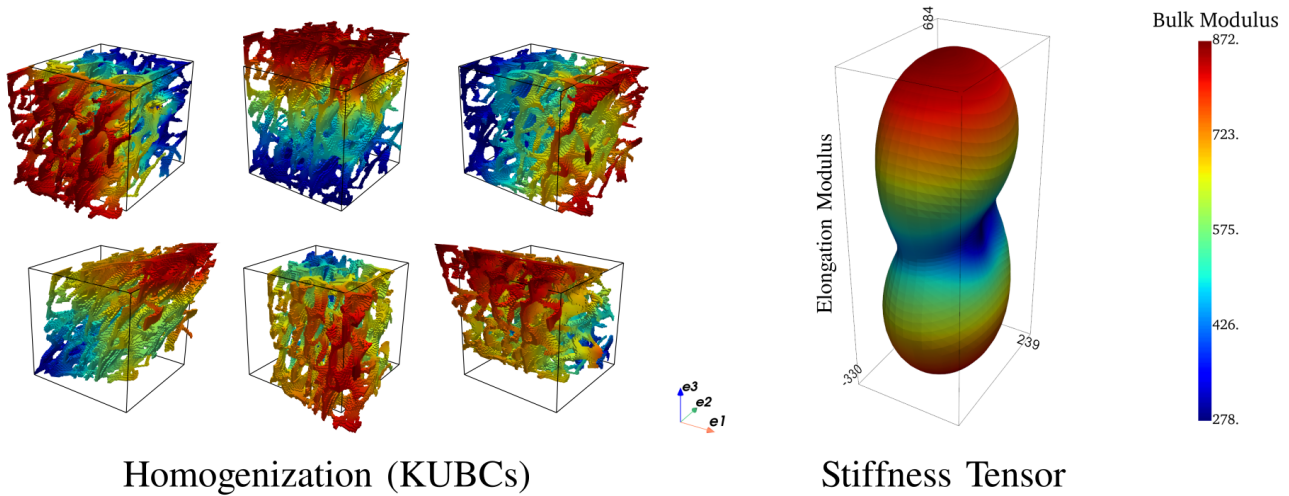 684
Bulk Modulus
872.
723.
575.
426.
278.
Elongation Modulus
-330
239
e3
e2
e1
Homogenization (KUBCs)
Stiffness Tensor